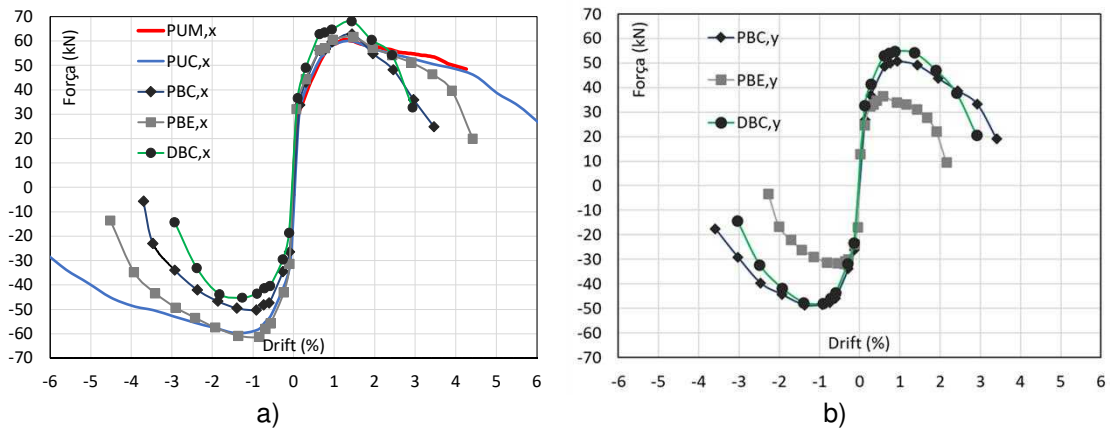 Força (kN)
70
60
50
40
30
20
10
0
-10
-20
-30
-40
-50
-60
-70
PUM,x
PUC,x
PBC,x
PBE,x
DBC,x
Drift (%)
-6 -5 -4 -3 -2 -1 0 1 2 3 4 5 6
a)
Força (kN)
70
60
50
40
30
20
10
0
-10
-20
-30
-40
-50
-60
-70
PBC,y
PBE,y
DBC,y
Drift (%)
-6 -5 -4 -3 -2 -1 0 1 2 3 4 5 6
b)